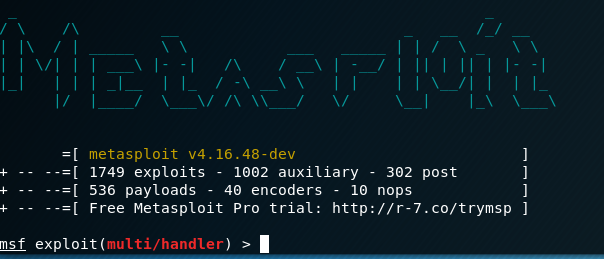 =[ metasploit v4.16.48-dev ]
+ -- --=[ 1749 exploits - 1002 auxiliary - 302 post ]
+ -- --=[ 536 payloads - 40 encoders - 10 nops ]
+ -- --=[ Free Metasploit Pro trial: http://r-7.co/trymsp ]
msf exploit(multi/handler) >